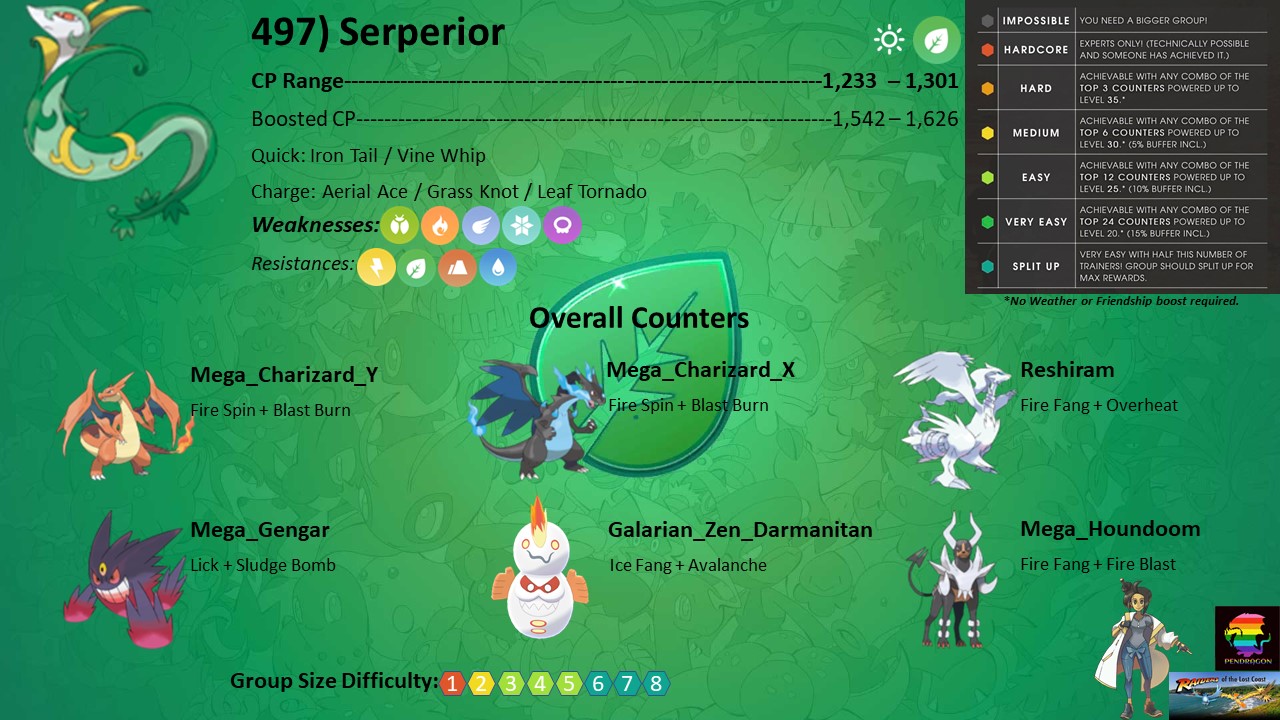 497) Serperior
CP Range--------------------------------------------------------------------1,233 – 1,301
Boosted CP--------------------------------------------------------------------1,542 – 1,626
Quick: Iron Tail / Vine Whip
Charge: Aerial Ace / Grass Knot / Leaf Tornado
Weaknesses:
Resistances:
IMPOSSIBLE YOU NEED A BIGGER GROUP!
HARDCORE EXPERTS ONLY! (TECHNICALLY POSSIBLE
AND SOMEONE HAS ACHIEVED IT.)
HARD ACHIEVABLE WITH ANY COMBO OF THE
TOP 3 COUNTERS POWERED UP TO
LEVEL 35.*
MEDIUM ACHIEVABLE WITH ANY COMBO OF THE
TOP 6 COUNTERS POWERED UP TO
LEVEL 30.* (5% BUFFER INCL.)
EASY ACHIEVABLE WITH ANY COMBO OF THE
TOP 12 COUNTERS POWERED UP TO
LEVEL 25.* (10% BUFFER INCL.)
VERY EASY ACHIEVABLE WITH ANY COMBO OF THE
TOP 24 COUNTERS POWERED UP TO
LEVEL 20.* (15% BUFFER INCL.)
SPLIT UP VERY EASY WITH HALF THIS NUMBER OF
TRAINERS! GROUP SHOULD SPLIT UP FOR
MAX REWARDS.
*No Weather or Friendship boost required.
Overall Counters
Mega_Charizard_Y
Fire Spin + Blast Burn
Mega_Charizard_X
Fire Spin + Blast Burn
Reshiram
Fire Fang + Overheat
Mega_Gengar
Lick + Sludge Bomb
Galarian_Zen_Darmanitan
Ice Fang + Avalanche
Mega_Houndoom
Fire Fang + Fire Blast
Group Size Difficulty: 1 2 3 4 5 6 7 8
PENDRAGON
RAIDERS of the Lost Coast